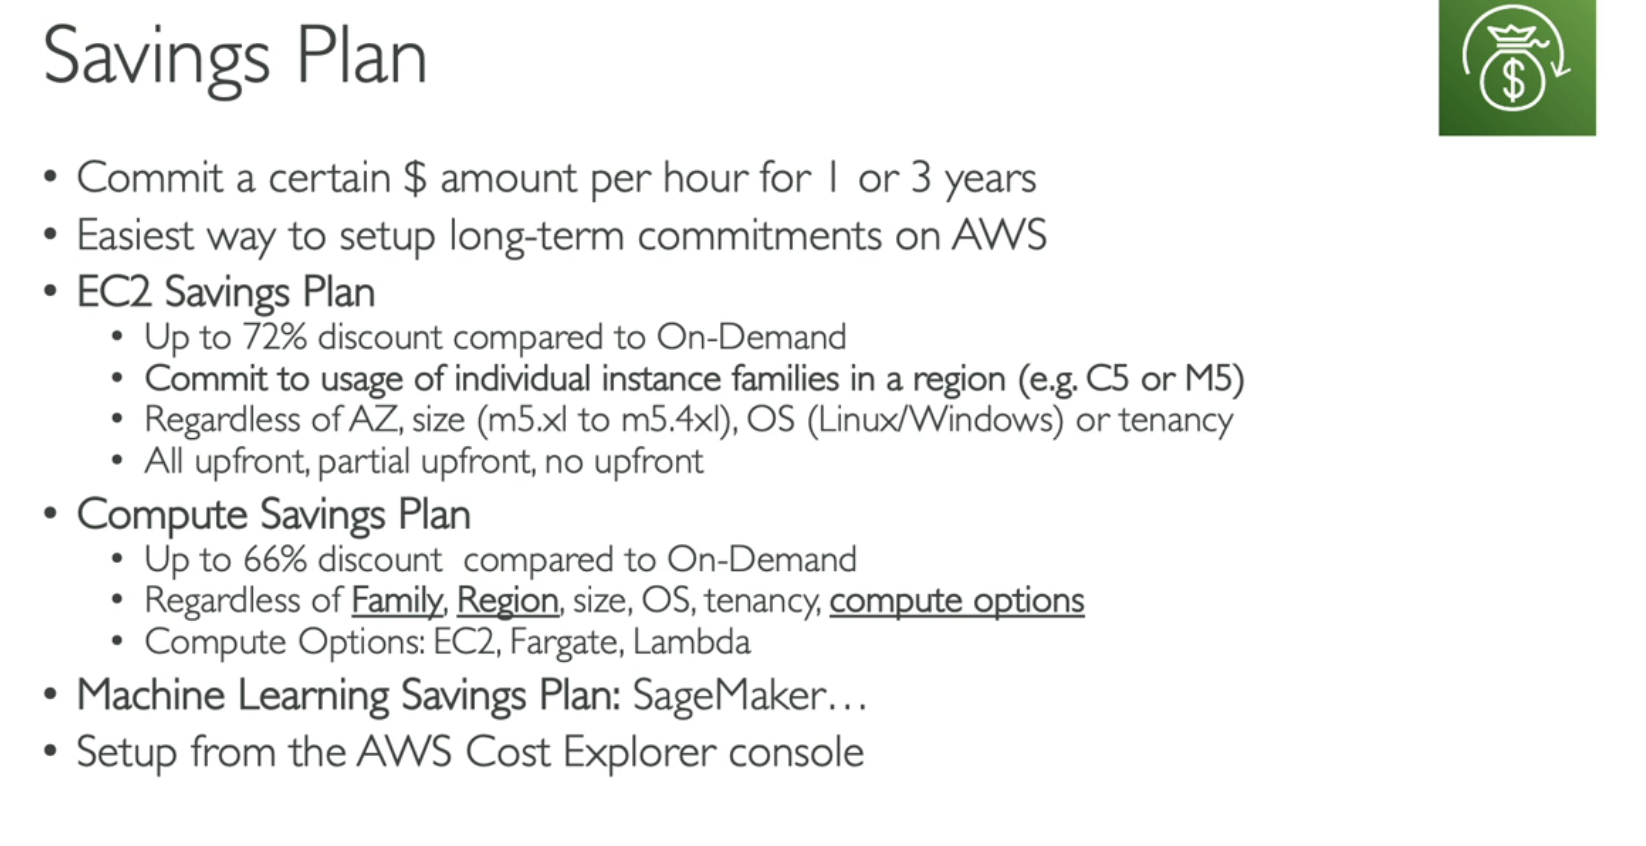 Savings Plan
$
• Commit a certain $ amount per hour for 1 or 3 years
• Easiest way to setup long-term commitments on AWS
• EC2 Savings Plan
• Up to 72% discount compared to On-Demand
• Commit to usage of individual instance families in a region (e.g. C5 or M5)
• Regardless of AZ, size (m5.xl to m5.4xl), OS (Linux/Windows) or tenancy
• All upfront, partial upfront, no upfront
• Compute Savings Plan
• Up to 66% discount compared to On-Demand
• Regardless of Family, Region, size, OS, tenancy, compute options
• Compute Options: EC2, Fargate, Lambda
• Machine Learning Savings Plan: SageMaker…
• Setup from the AWS Cost Explorer console